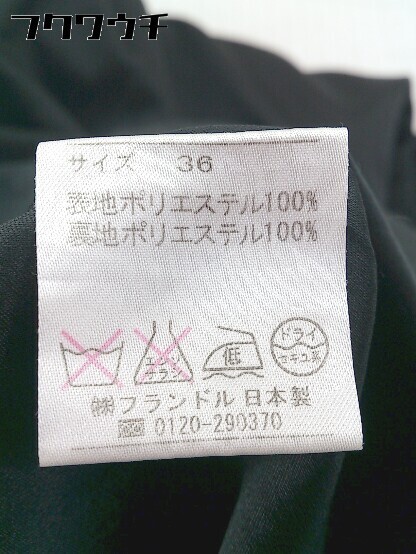 フクワウチ
サイズ 36
表地ポリエステル100%
裏地ポリエステル100%
エンソ
サラシ
低
ドライ
セキユ系
㈱フランドル 日本製
0120-290370